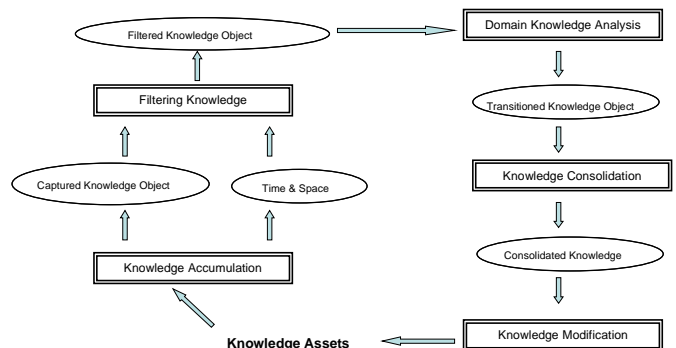 Filtered Knowledge Object
Domain Knowledge Analysis
Filtering Knowledge
Transitioned Knowledge Object
Captured Knowledge Object
Time & Space
Knowledge Consolidation
Knowledge Accumulation
Consolidated Knowledge
Knowledge Assets
Knowledge Modification